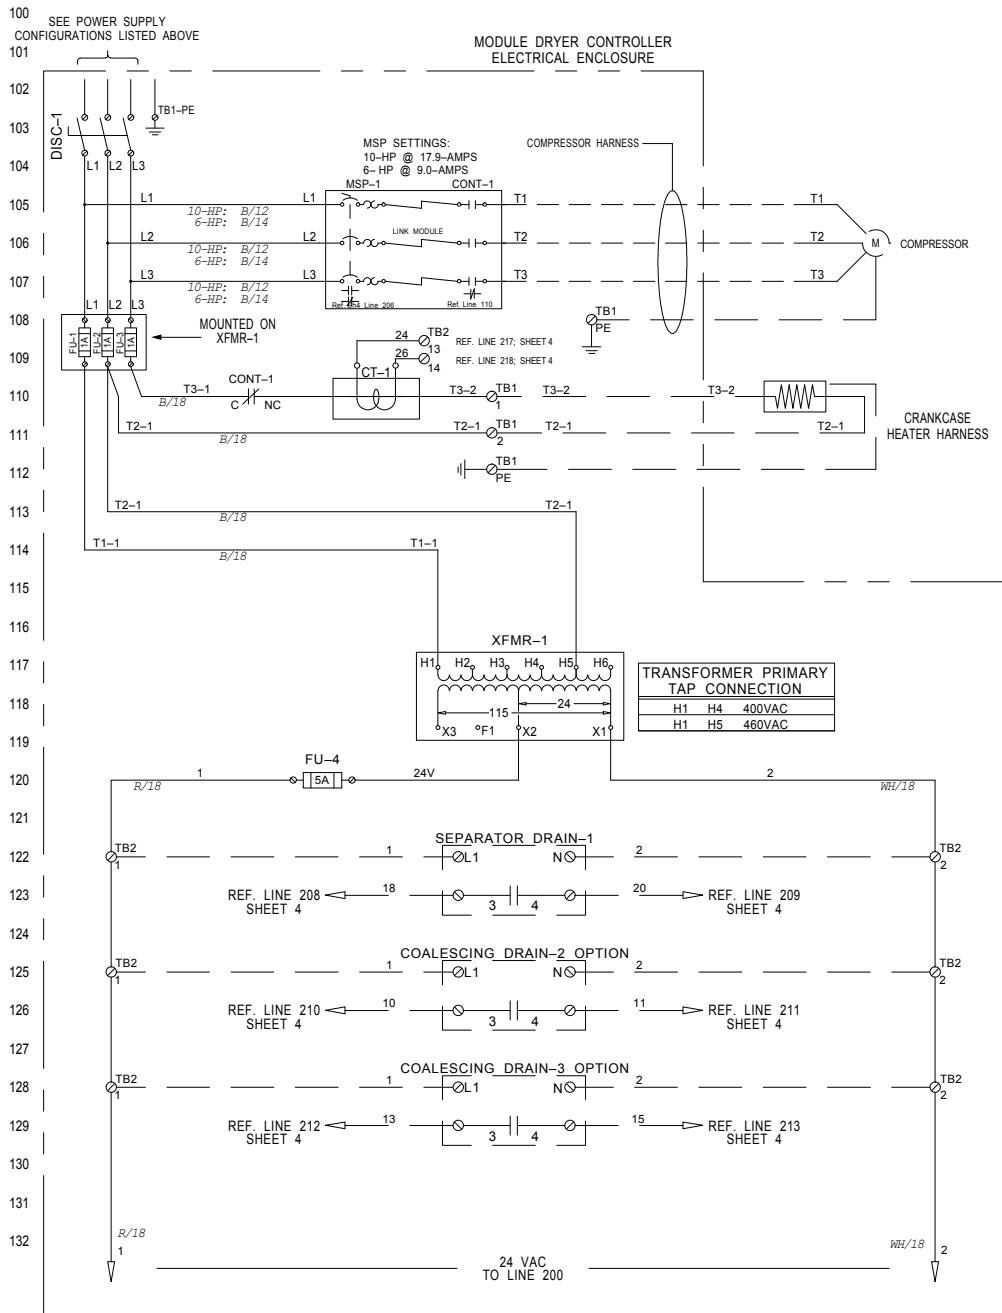 100
SEE POWER SUPPLY
CONFIGURATIONS LISTED ABOVE
101
MODULE DRYER CONTROLLER
ELECTRICAL ENCLOSURE
102
TB1–PE
103
DISC–1
MSP SETTINGS:
10–HP @ 17.9–AMPS
6– HP @ 9.0–AMPS
COMPRESSOR HARNESS
104
L1 L2 L3
MSP–1 CONT–1
105
L1 L1 T1 T1
10–HP: B/12
6–HP: B/14
106
L2 L2 LINK MODULE T2 T2
M COMPRESSOR
10–HP: B/12
6–HP: B/14
107
L3 L3 T3 T3
10–HP: B/12
6–HP: B/14
Ref. Line 206 Ref. Line 110
L1 L2 L3
108
MOUNTED ON
XFMR–1
TB1
PE
FU–1 1A FU–2 1A FU–3 1A
24 TB2
13 REF. LINE 217; SHEET 4
109
26
14 REF. LINE 218; SHEET 4
CT–1
110
T3–1 CONT–1 T3–2 TB1 T3–2 T3–2
B/18 C NC 1
CRANKCASE
HEATER HARNESS
111
T2–1 T2–1 TB1 T2–1 T2–1
B/18 2
112
TB1
PE
113
T2–1 T2–1
B/18
114
T1–1 T1–1
B/18
115
116
XFMR–1
117
H1 H2 H3 H4 H5 H6
TRANSFORMER PRIMARY
TAP CONNECTION
118
H1 H4 400VAC
H1 H5 460VAC
24
115
X3 F1 X2 X1
119
FU–4
120
1 5A 24V 2
R/18 WH/18
121
SEPARATOR DRAIN–1
122
TB2 1 L1 N 2 TB2
1 2
123
REF. LINE 208
SHEET 4
18 3 4 20
REF. LINE 209
SHEET 4
124
COALESCING DRAIN–2 OPTION
125
TB2 1 L1 N 2 TB2
1 2
126
REF. LINE 210
SHEET 4
10 3 4 11
REF. LINE 211
SHEET 4
127
COALESCING DRAIN–3 OPTION
128
TB2 1 L1 N 2 TB2
1 2
129
REF. LINE 212
SHEET 4
13 3 4 15
REF. LINE 213
SHEET 4
130
131
132
R/18
1
WH/18
2
24 VAC
TO LINE 200